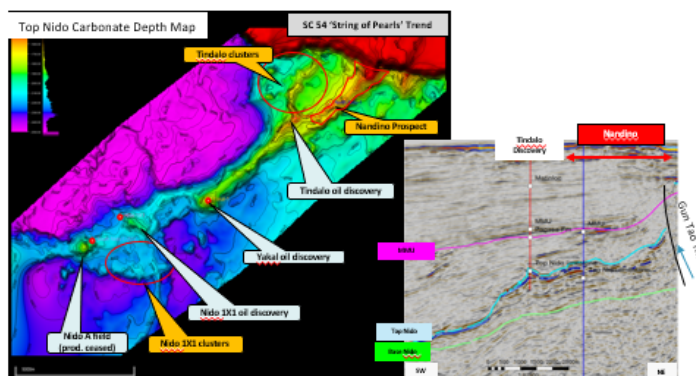 Top Nido Carbonate Depth Map
SC 54 'String of Pearls' Trend
Tindalo clusters
Nandino Prospect
Tindalo oil discovery
Yakal oil discovery
Nido 1X1 oil discovery
Nido A field
(prod. ceased)
Nido 1X1 clusters
Tindalo
Discovery
Nandino
MMU
Top Nido
Base Nido
SW
NE
Gun Tao